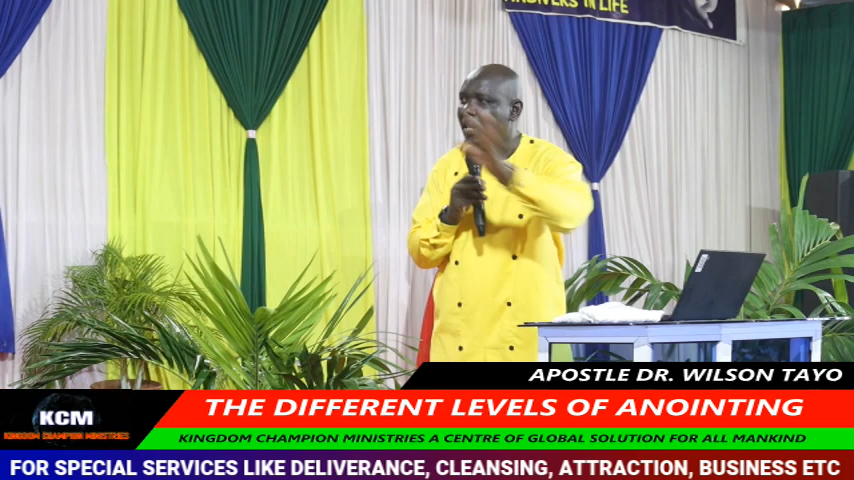 ANSWERS IN LIFE
APOSTLE DR. WILSON TAYO
THE DIFFERENT LEVELS OF ANOINTING
KCM
KINGDOM CHAMPION MINISTRIES
KINGDOM CHAMPION MINISTRIES A CENTRE OF GLOBAL SOLUTION FOR ALL MANKIND
FOR SPECIAL SERVICES LIKE DELIVERANCE, CLEANSING, ATTRACTION, BUSINESS ETC